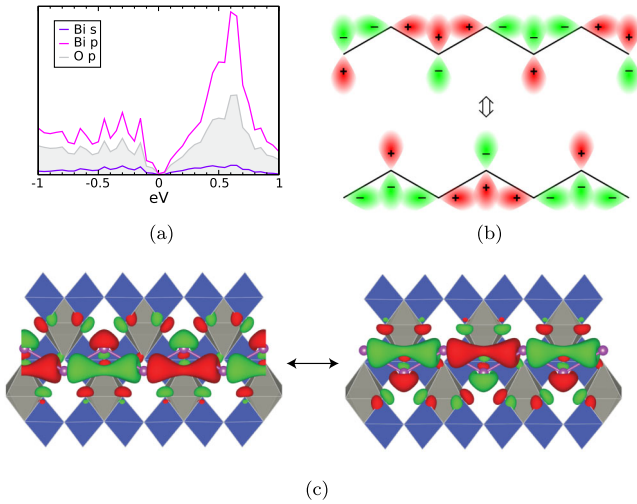 (a)
Bi s
Bi p
O p
-1 -0.5 0 0.5 1
eV
(a)
(b)
− − + + + − − − + +
+ − + −
⇕
+ − +
− − − + + + − − −
(b)
(c)